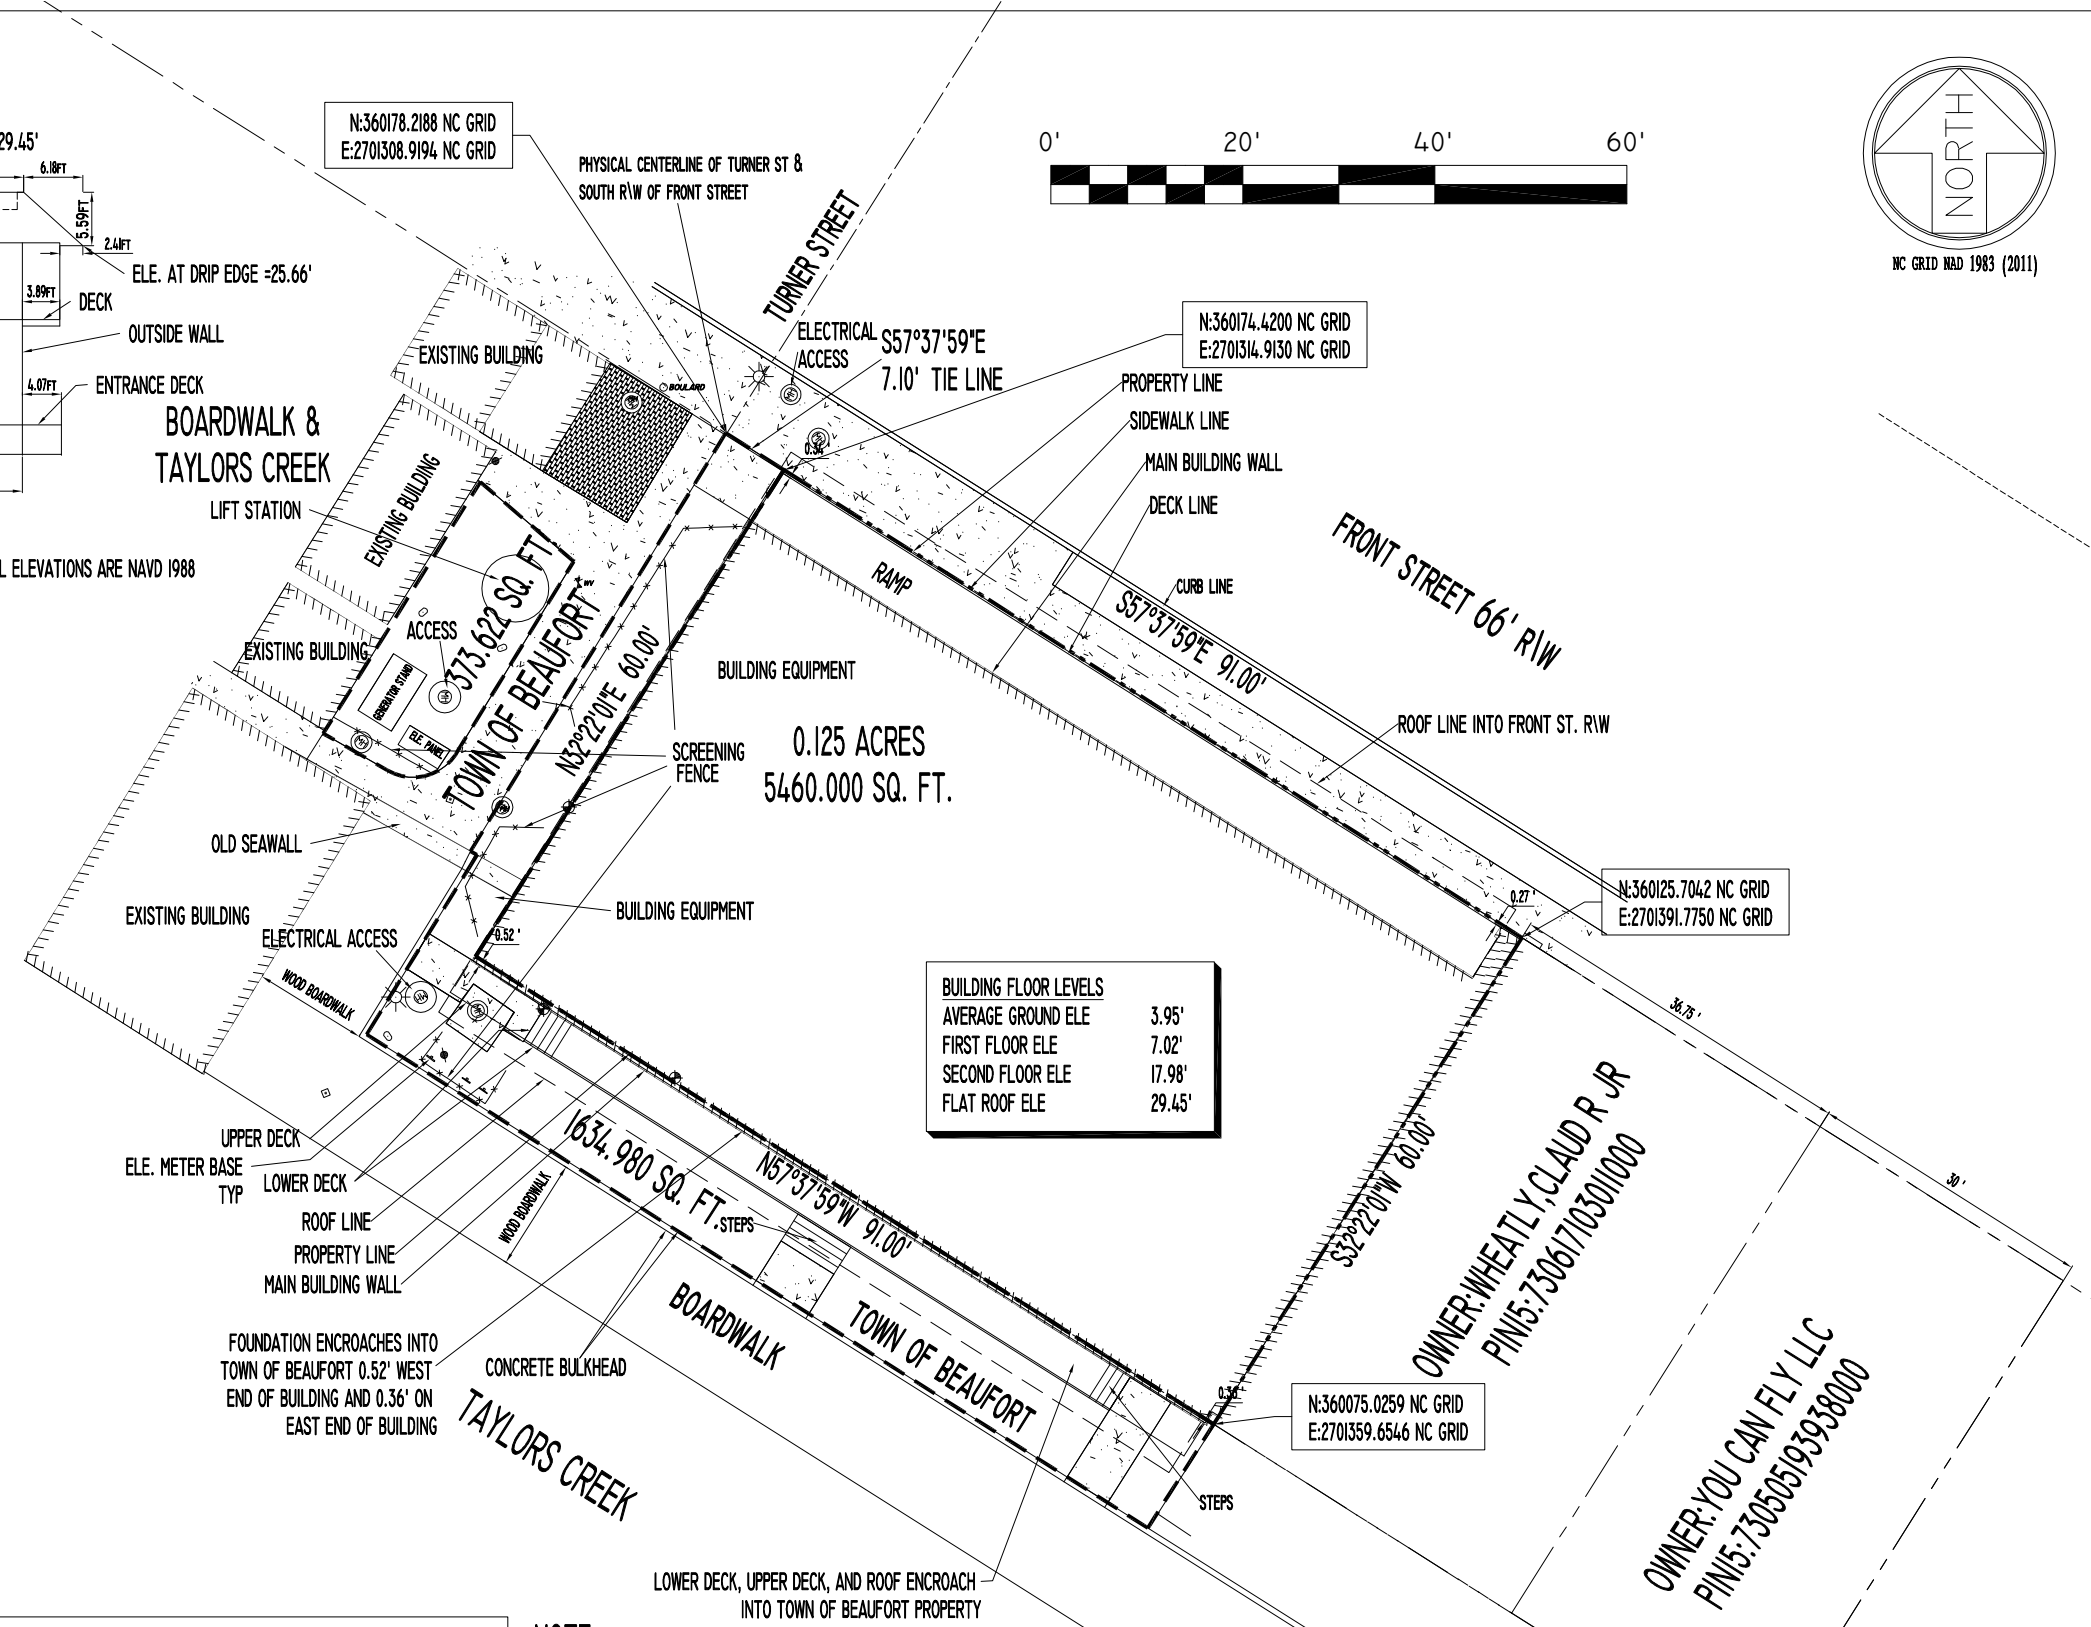 0' 20' 40' 60'
NORTH
NC GRID NAD 1983 (2011)
29.45'
6.18FT
5.59FT
2.41FT
ELE. AT DRIP EDGE =25.66'
3.89FT
DECK
OUTSIDE WALL
4.07FT
ENTRANCE DECK
BOARDWALK &
TAYLORS CREEK
LIFT STATION
L ELEVATIONS ARE NAVD 1988
N:360178.2188 NC GRID
E:2701308.9194 NC GRID
PHYSICAL CENTERLINE OF TURNER ST &
SOUTH R\W OF FRONT STREET
TURNER STREET
ELECTRICAL
ACCESS
S57°37'59"E
7.10' TIE LINE
N:360174.4200 NC GRID
E:2701314.9130 NC GRID
PROPERTY LINE
SIDEWALK LINE
MAIN BUILDING WALL
DECK LINE
CURB LINE
FRONT STREET 66' R\W
S57°37'59"E 91.00'
ROOF LINE INTO FRONT ST. R\W
EXISTING BUILDING
BOULARD
0.34
EXISTING BUILDING
RAMP
WV
ACCESS
373.622 SQ. FT.
TOWN OF BEAUFORT
N32°22'01"E 60.00'
EXISTING BUILDING
GENERATOR STAND
ELE. PANEL
MH
BUILDING EQUIPMENT
0.125 ACRES
5460.000 SQ. FT.
SCREENING
FENCE
OLD SEAWALL
EXISTING BUILDING
ELECTRICAL ACCESS
WOOD BOARDWALK
BUILDING EQUIPMENT
0.52 '
MH
0.27 '
N:360125.7042 NC GRID
E:2701391.7750 NC GRID
36.75 '
30 '
BUILDING FLOOR LEVELS
AVERAGE GROUND ELE 3.95'
FIRST FLOOR ELE 7.02'
SECOND FLOOR ELE 17.98'
FLAT ROOF ELE 29.45'
UPPER DECK
ELE. METER BASE
TYP
LOWER DECK
ROOF LINE
PROPERTY LINE
MAIN BUILDING WALL
FOUNDATION ENCROACHES INTO
TOWN OF BEAUFORT 0.52' WEST
END OF BUILDING AND 0.36' ON
EAST END OF BUILDING
1634.980 SQ. FT.
N57°37'59"W 91.00'
STEPS
WOOD BOARDWALK
CONCRETE BULKHEAD
BOARDWALK
TOWN OF BEAUFORT
TAYLORS CREEK
S32°22'01"W 60.00'
OWNER:WHEATLY,CLAUD R JR
PIN15:730617103011000
0.36 '
N:360075.0259 NC GRID
E:2701359.6546 NC GRID
STEPS
OWNER:YOU CAN FLY LLC
PIN15:730505193938000
LOWER DECK, UPPER DECK, AND ROOF ENCROACH
INTO TOWN OF BEAUFORT PROPERTY